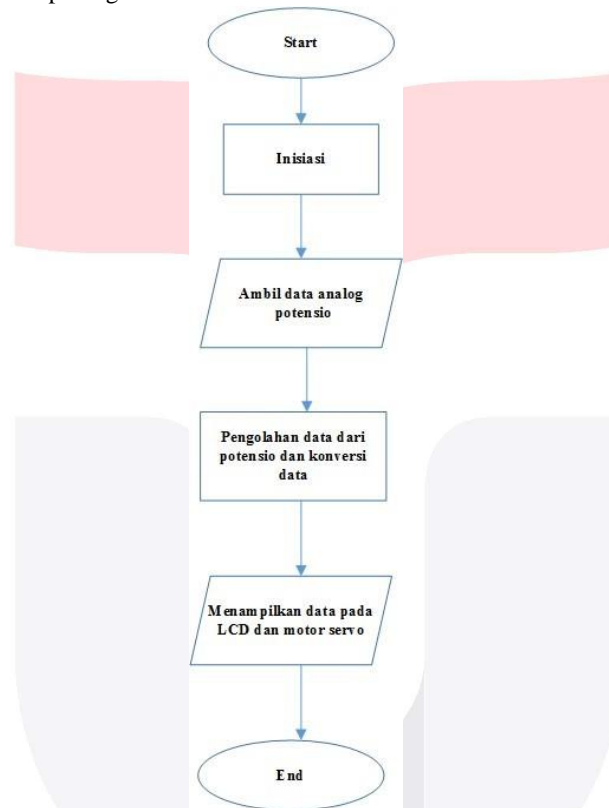 Start
Inisiasi
Ambil data analog
potensio
Pengolahan data dari
potensio dan konversi
data
Menampilkan data pada
LCD dan motor servo
End